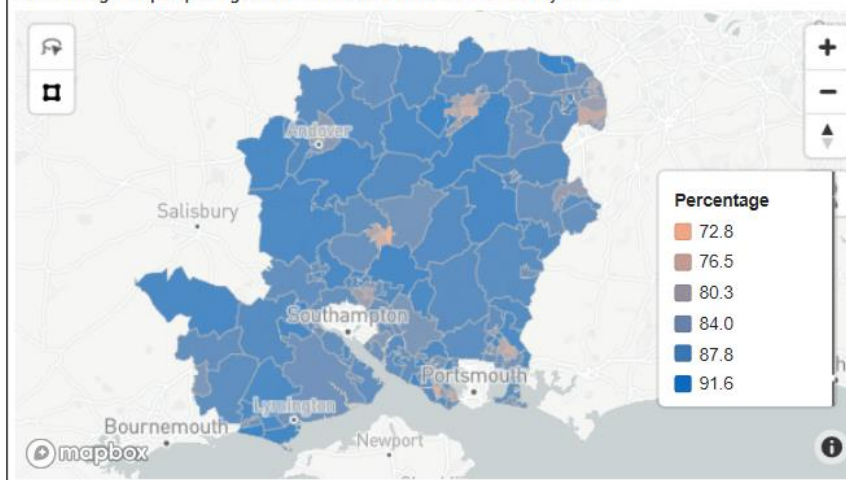 Andover
Salisbury
Southampton
Portsmouth
Lymington
Bournemouth
Newport
mapbox
Percentage
72.8
76.5
80.3
84.0
87.8
91.6